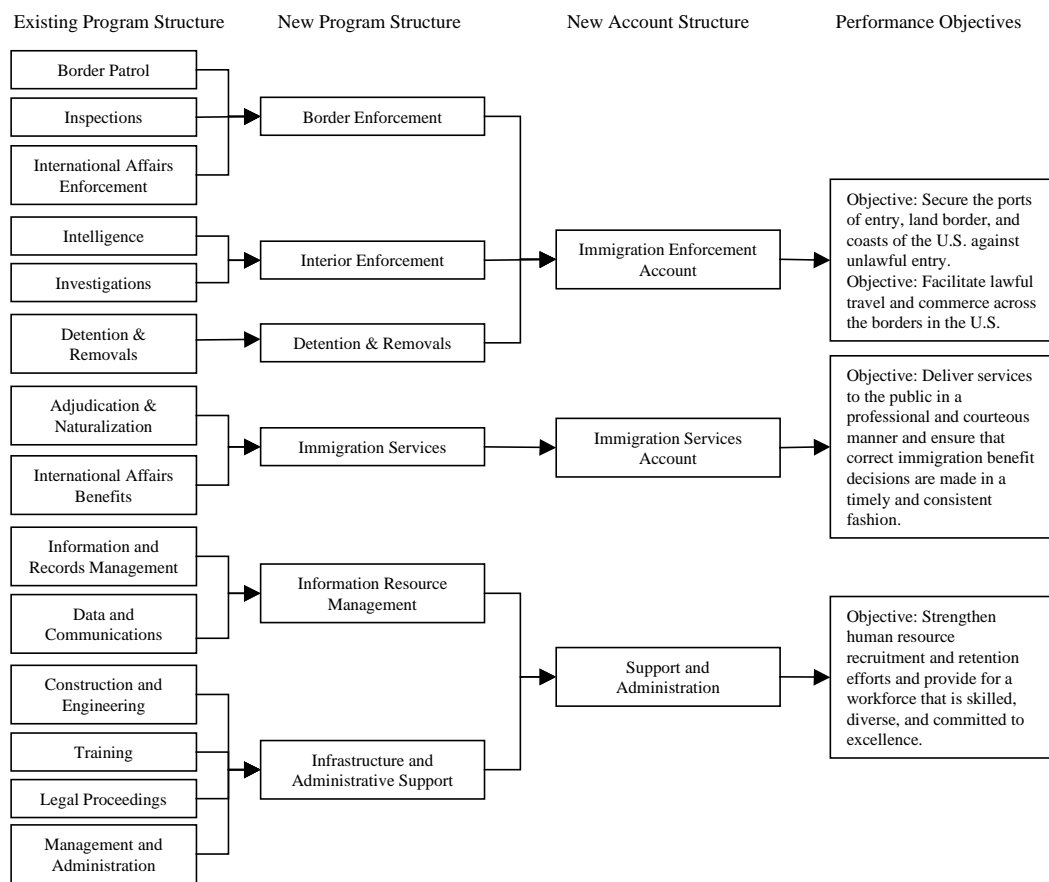 Existing Program Structure
New Program Structure
New Account Structure
Performance Objectives
Border Patrol
Inspections
International Affairs
Enforcement
Intelligence
Investigations
Detention &
Removals
Adjudication &
Naturalization
International Affairs
Benefits
Information and
Records Management
Data and
Communications
Construction and
Engineering
Training
Legal Proceedings
Management and
Administration
Border Enforcement
Interior Enforcement
Detention & Removals
Immigration Services
Information Resource
Management
Infrastructure and
Administrative Support
Immigration Enforcement
Account
Immigration Services
Account
Support and
Administration
Objective: Secure the ports
of entry, land border, and
coasts of the U.S. against
unlawful entry.
Objective: Facilitate lawful
travel and commerce across
the borders in the U.S.
Objective: Deliver services
to the public in a
professional and courteous
manner and ensure that
correct immigration benefit
decisions are made in a
timely and consistent
fashion.
Objective: Strengthen
human resource
recruitment and retention
efforts and provide for a
workforce that is skilled,
diverse, and committed to
excellence.